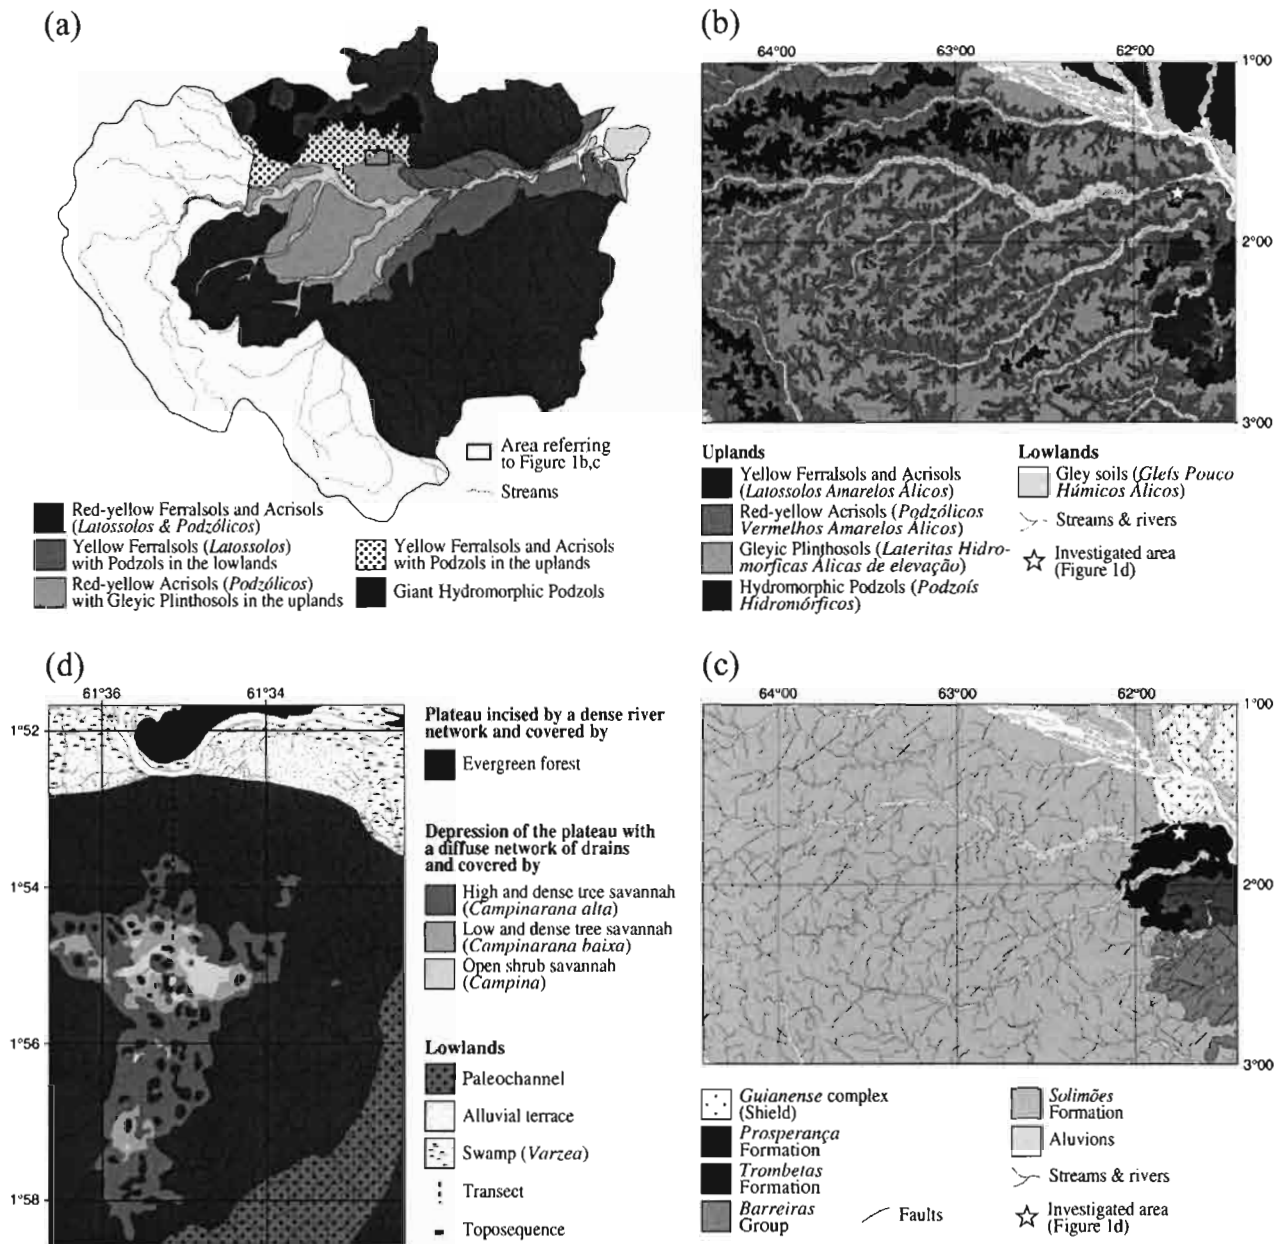 (a)
Area referring
to Figure 1b,c
Streams
Red-yellow Ferralsols and Acrisols
(Latossolos & Podzólicos)
Yellow Ferralsols (Latossolos)
with Podzols in the lowlands
Red-yellow Acrisols (Podzólicos)
with Gleyic Plinthosols in the uplands
Yellow Ferralsols and Acrisols
with Podzols in the uplands
Giant Hydromorphic Podzols
(b)
64°00 63°00 62°00
1°00
2°00
3°00
Uplands
Yellow Ferralsols and Acrisols
(Latossolos Amarelos Álicos)
Red-yellow Acrisols (Podzólicos
Vermelhos Amarelos Álicos)
Gleyic Plinthosols (Lateritas Hidro-
morficas Álicas de elevação)
Hydromorphic Podzols (Podzoís
Hidromórficos)
Lowlands
Gley soils (Gleís Pouco
Húmicos Álicos)
Streams & rivers
Investigated area
(Figure 1d)
(d)
61°36 61°34
1°52
1°54
1°56
1°58
Plateau incised by a dense river
network and covered by
Evergreen forest
Depression of the plateau with
a diffuse network of drains
and covered by
High and dense tree savannah
(Campinarana alta)
Low and dense tree savannah
(Campinarana baixa)
Open shrub savannah
(Campina)
Lowlands
Paleochannel
Alluvial terrace
Swamp (Varzea)
Transect
Toposequence
(c)
64°00 63°00 62°00
1°00
2°00
3°00
Guianense complex
(Shield)
Prosperança
Formation
Trombetas
Formation
Barreiras
Group
Faults
Solimões
Formation
Aluvions
Streams & rivers
Investigated area
(Figure 1d)